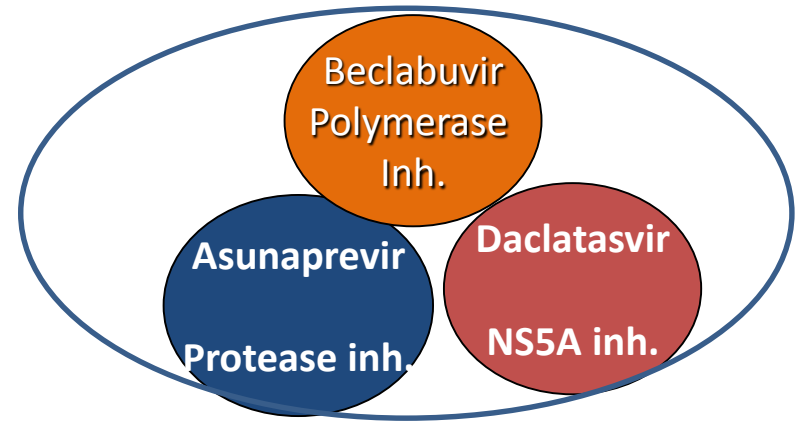 Beclabuvir
Polymerase
Inh.
Asunaprevir
Protease inh.
Daclatasvir
NS5A inh.